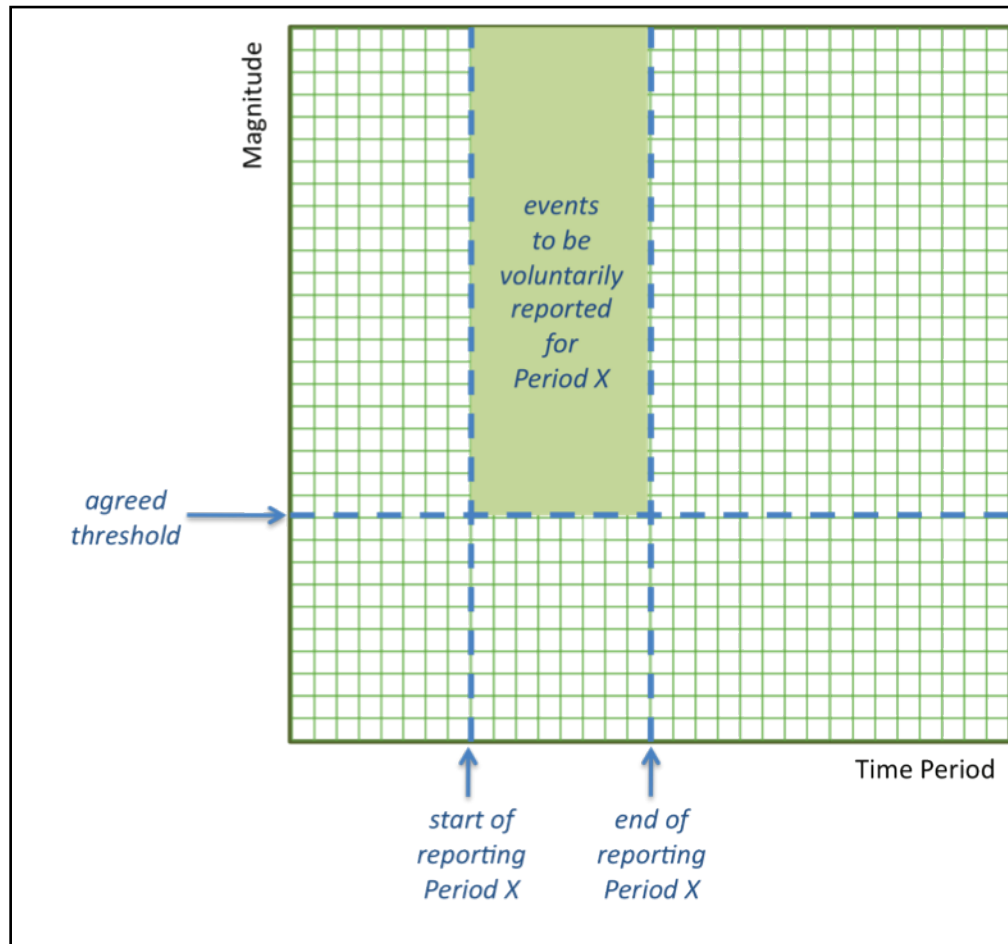 Magnitude
events
to be
voluntarily
reported
for
Period X
agreed
threshold
Time Period
start of
reporting
Period X
end of
reporting
Period X